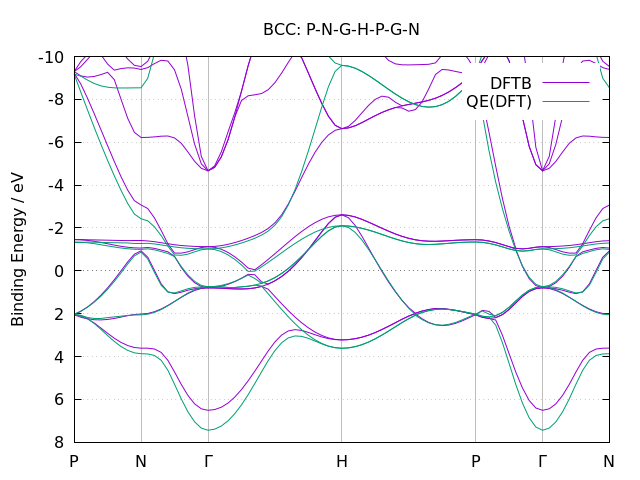 BCC: P-N-G-H-P-G-N
-10
-8
-6
-4
-2
0
2
4
6
8
Binding Energy / eV
DFTB
QE(DFT)
P N Γ H P Γ N